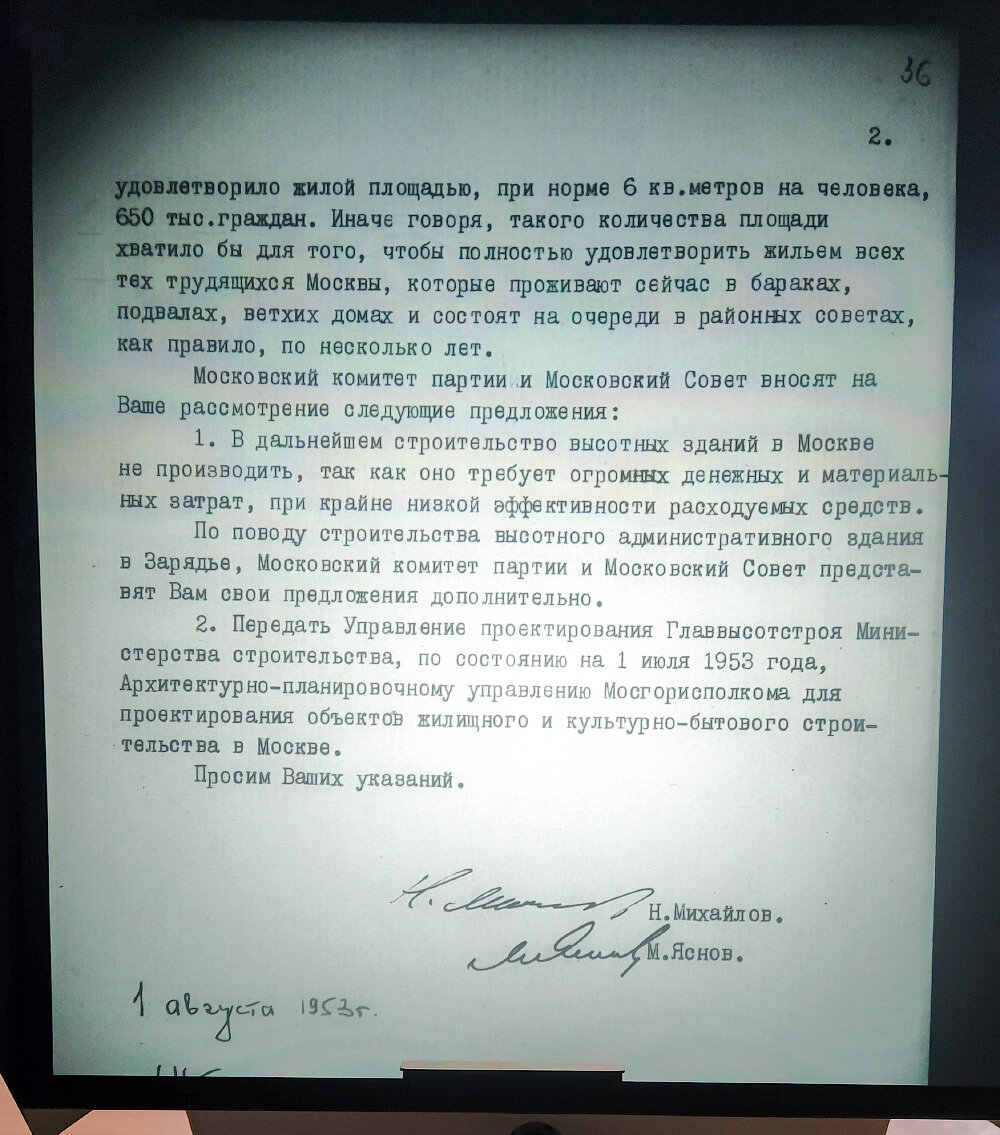 36
2.
удовлетворило жилой площадью, при норме 6 кв.метров на человека,
650 тыс.граждан. Иначе говоря, такого количества площади
хватило бы для того, чтобы полностью удовлетворить жильем всех
тех трудящихся Москвы, которые проживают сейчас в бараках,
подвалах, ветхих домах и состоят на очереди в районных советах,
как правило, по несколько лет.
Московский комитет партии и Московский Совет вносят на
Ваше рассмотрение следующие предложения:
1. В дальнейшем строительство высотных зданий в Москве
не производить, так как оно требует огромных денежных и материаль-
ных затрат, при крайне низкой эффективности расходуемых средств.
По поводу строительства высотного административного здания
в Зарядье, Московский комитет партии и Московский Совет предста-
вят Вам свои предложения дополнительно.
2. Передать Управление проектирования Главвысотстроя Мини-
стерства строительства, по состоянию на 1 июля 1953 года,
Архитектурно-планировочному управлению Мосгорисполкома для
проектирования объектов жилищного и культурно-бытового строи-
тельства в Москве.
Просим Ваших указаний.
Н.Михайлов.
М.Яснов.
1 августа 1953г.